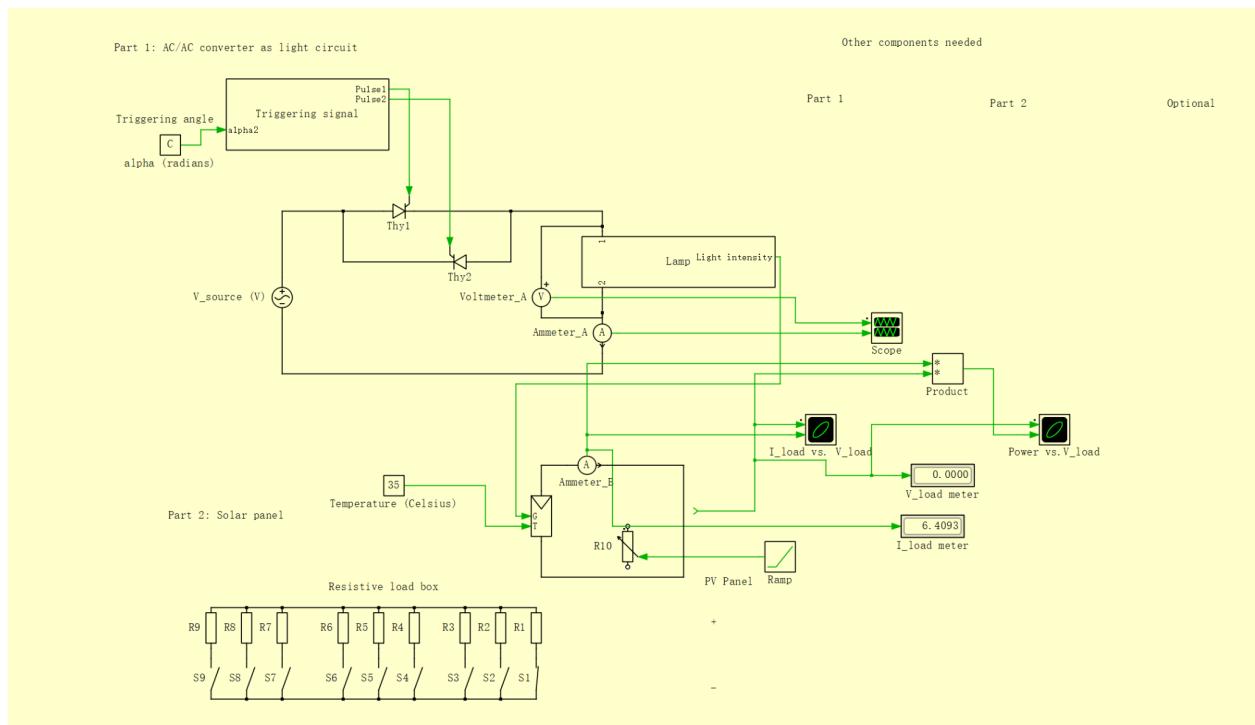 Part 1: AC/AC converter as light circuit
Other components needed
Part 1
Part 2
Optional
Pulse1
Pulse2
Triggering signal
Triggering angle
alpha2
C
alpha (radians)
Thy1
Thy2
Lamp
Light intensity
1
2
V_source (V)
Voltmeter_A
V
Ammeter_A
A
Scope
*
*
Product
I_load vs. V_load
Power vs. V_load
A
Ammeter_B
0.0000
V_load meter
35
Temperature (Celsius)
G
T
Part 2: Solar panel
6.4093
I_load meter
R10
PV Panel
Ramp
Resistive load box
R9 R8 R7 R6 R5 R4 R3 R2 R1
S9 S8 S7 S6 S5 S4 S3 S2 S1
+
−